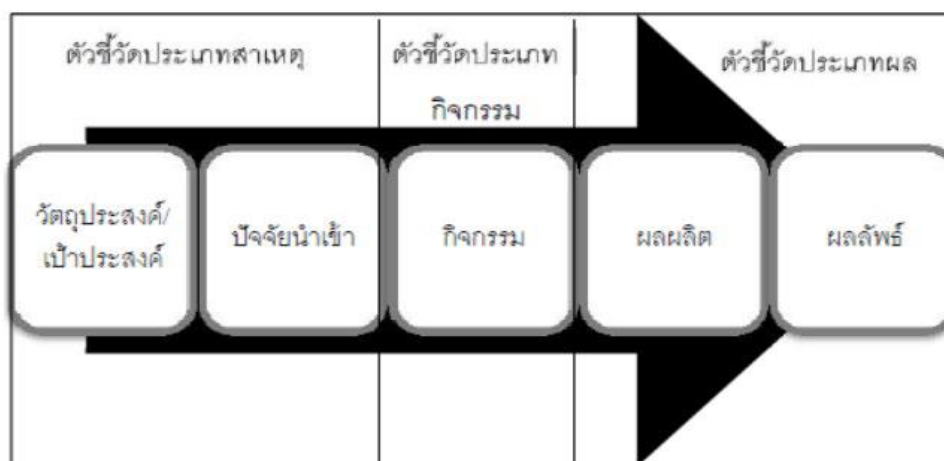 ตัวชี้วัดประเภทสาเหตุ
ตัวชี้วัดประเภท
กิจกรรม
ตัวชี้วัดประเภทผล
วัตถุประสงค์/
เป้าประสงค์
ปัจจัยนำเข้า
กิจกรรม
ผลผลิต
ผลลัพธ์